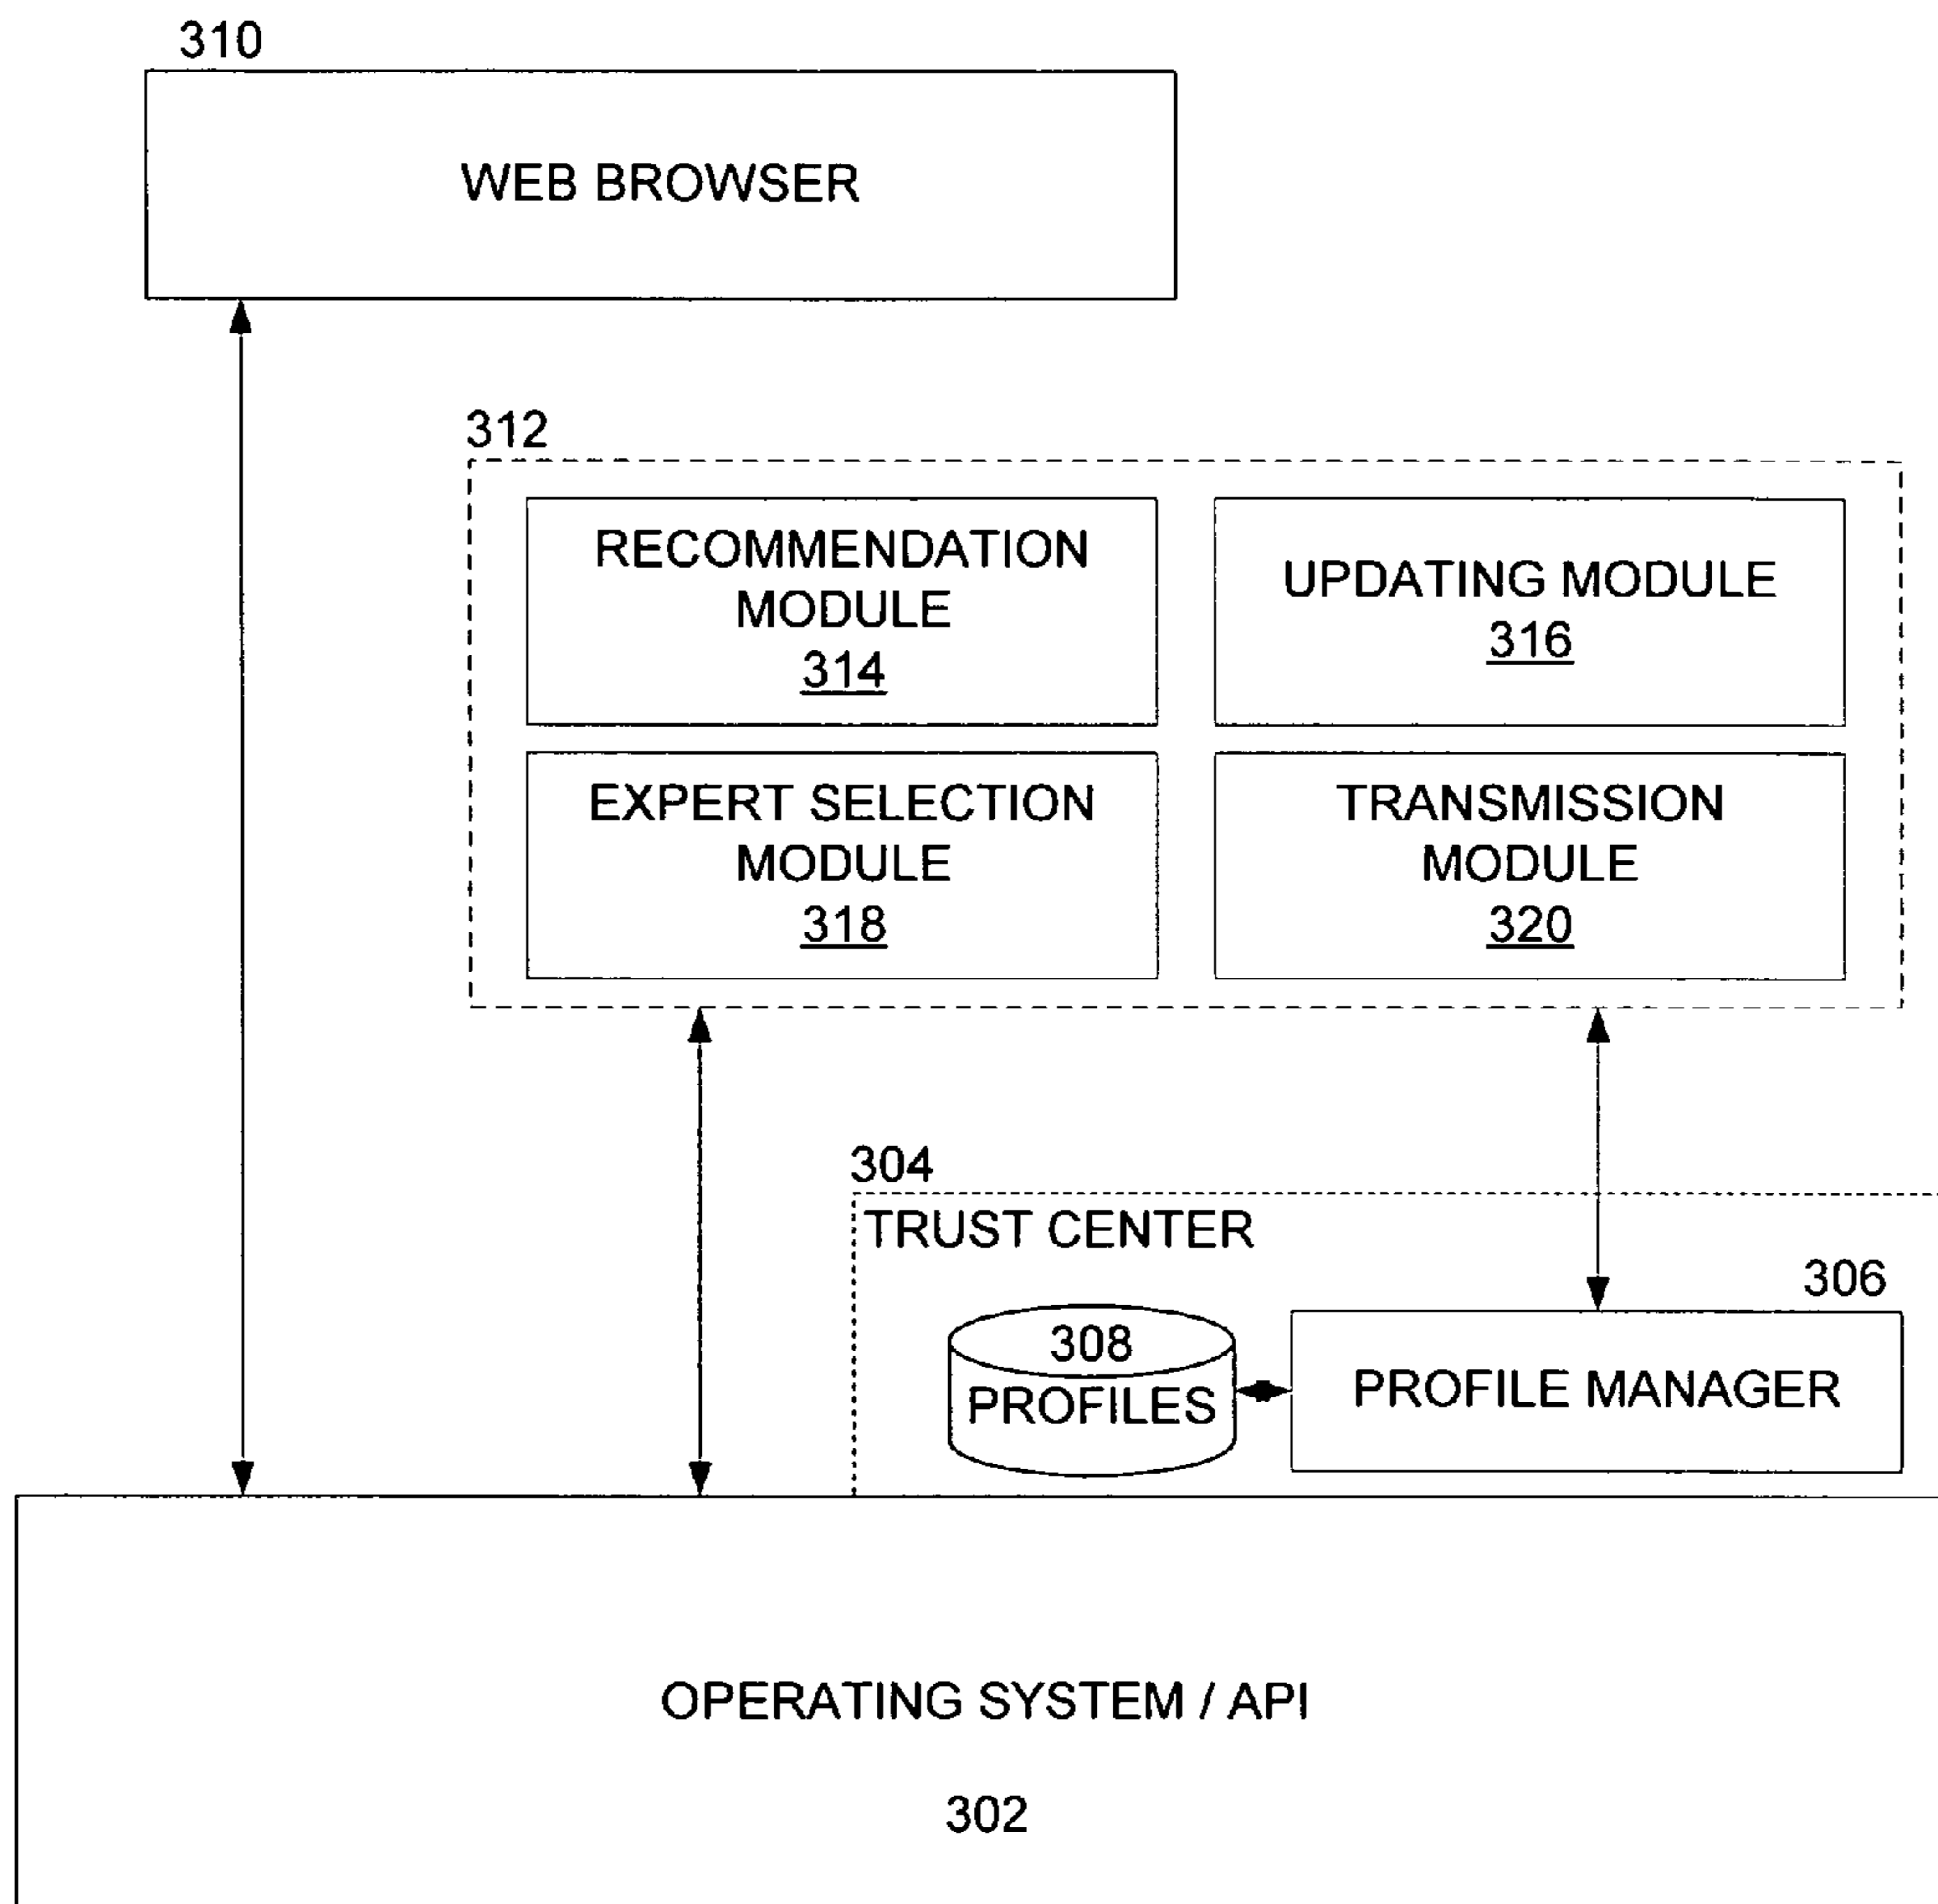 310
WEB BROWSER
312
RECOMMENDATION
MODULE
314
UPDATING MODULE
316
EXPERT SELECTION
MODULE
318
TRANSMISSION
MODULE
320
304
TRUST CENTER
306
308
PROFILES
PROFILE MANAGER
OPERATING SYSTEM / API
302